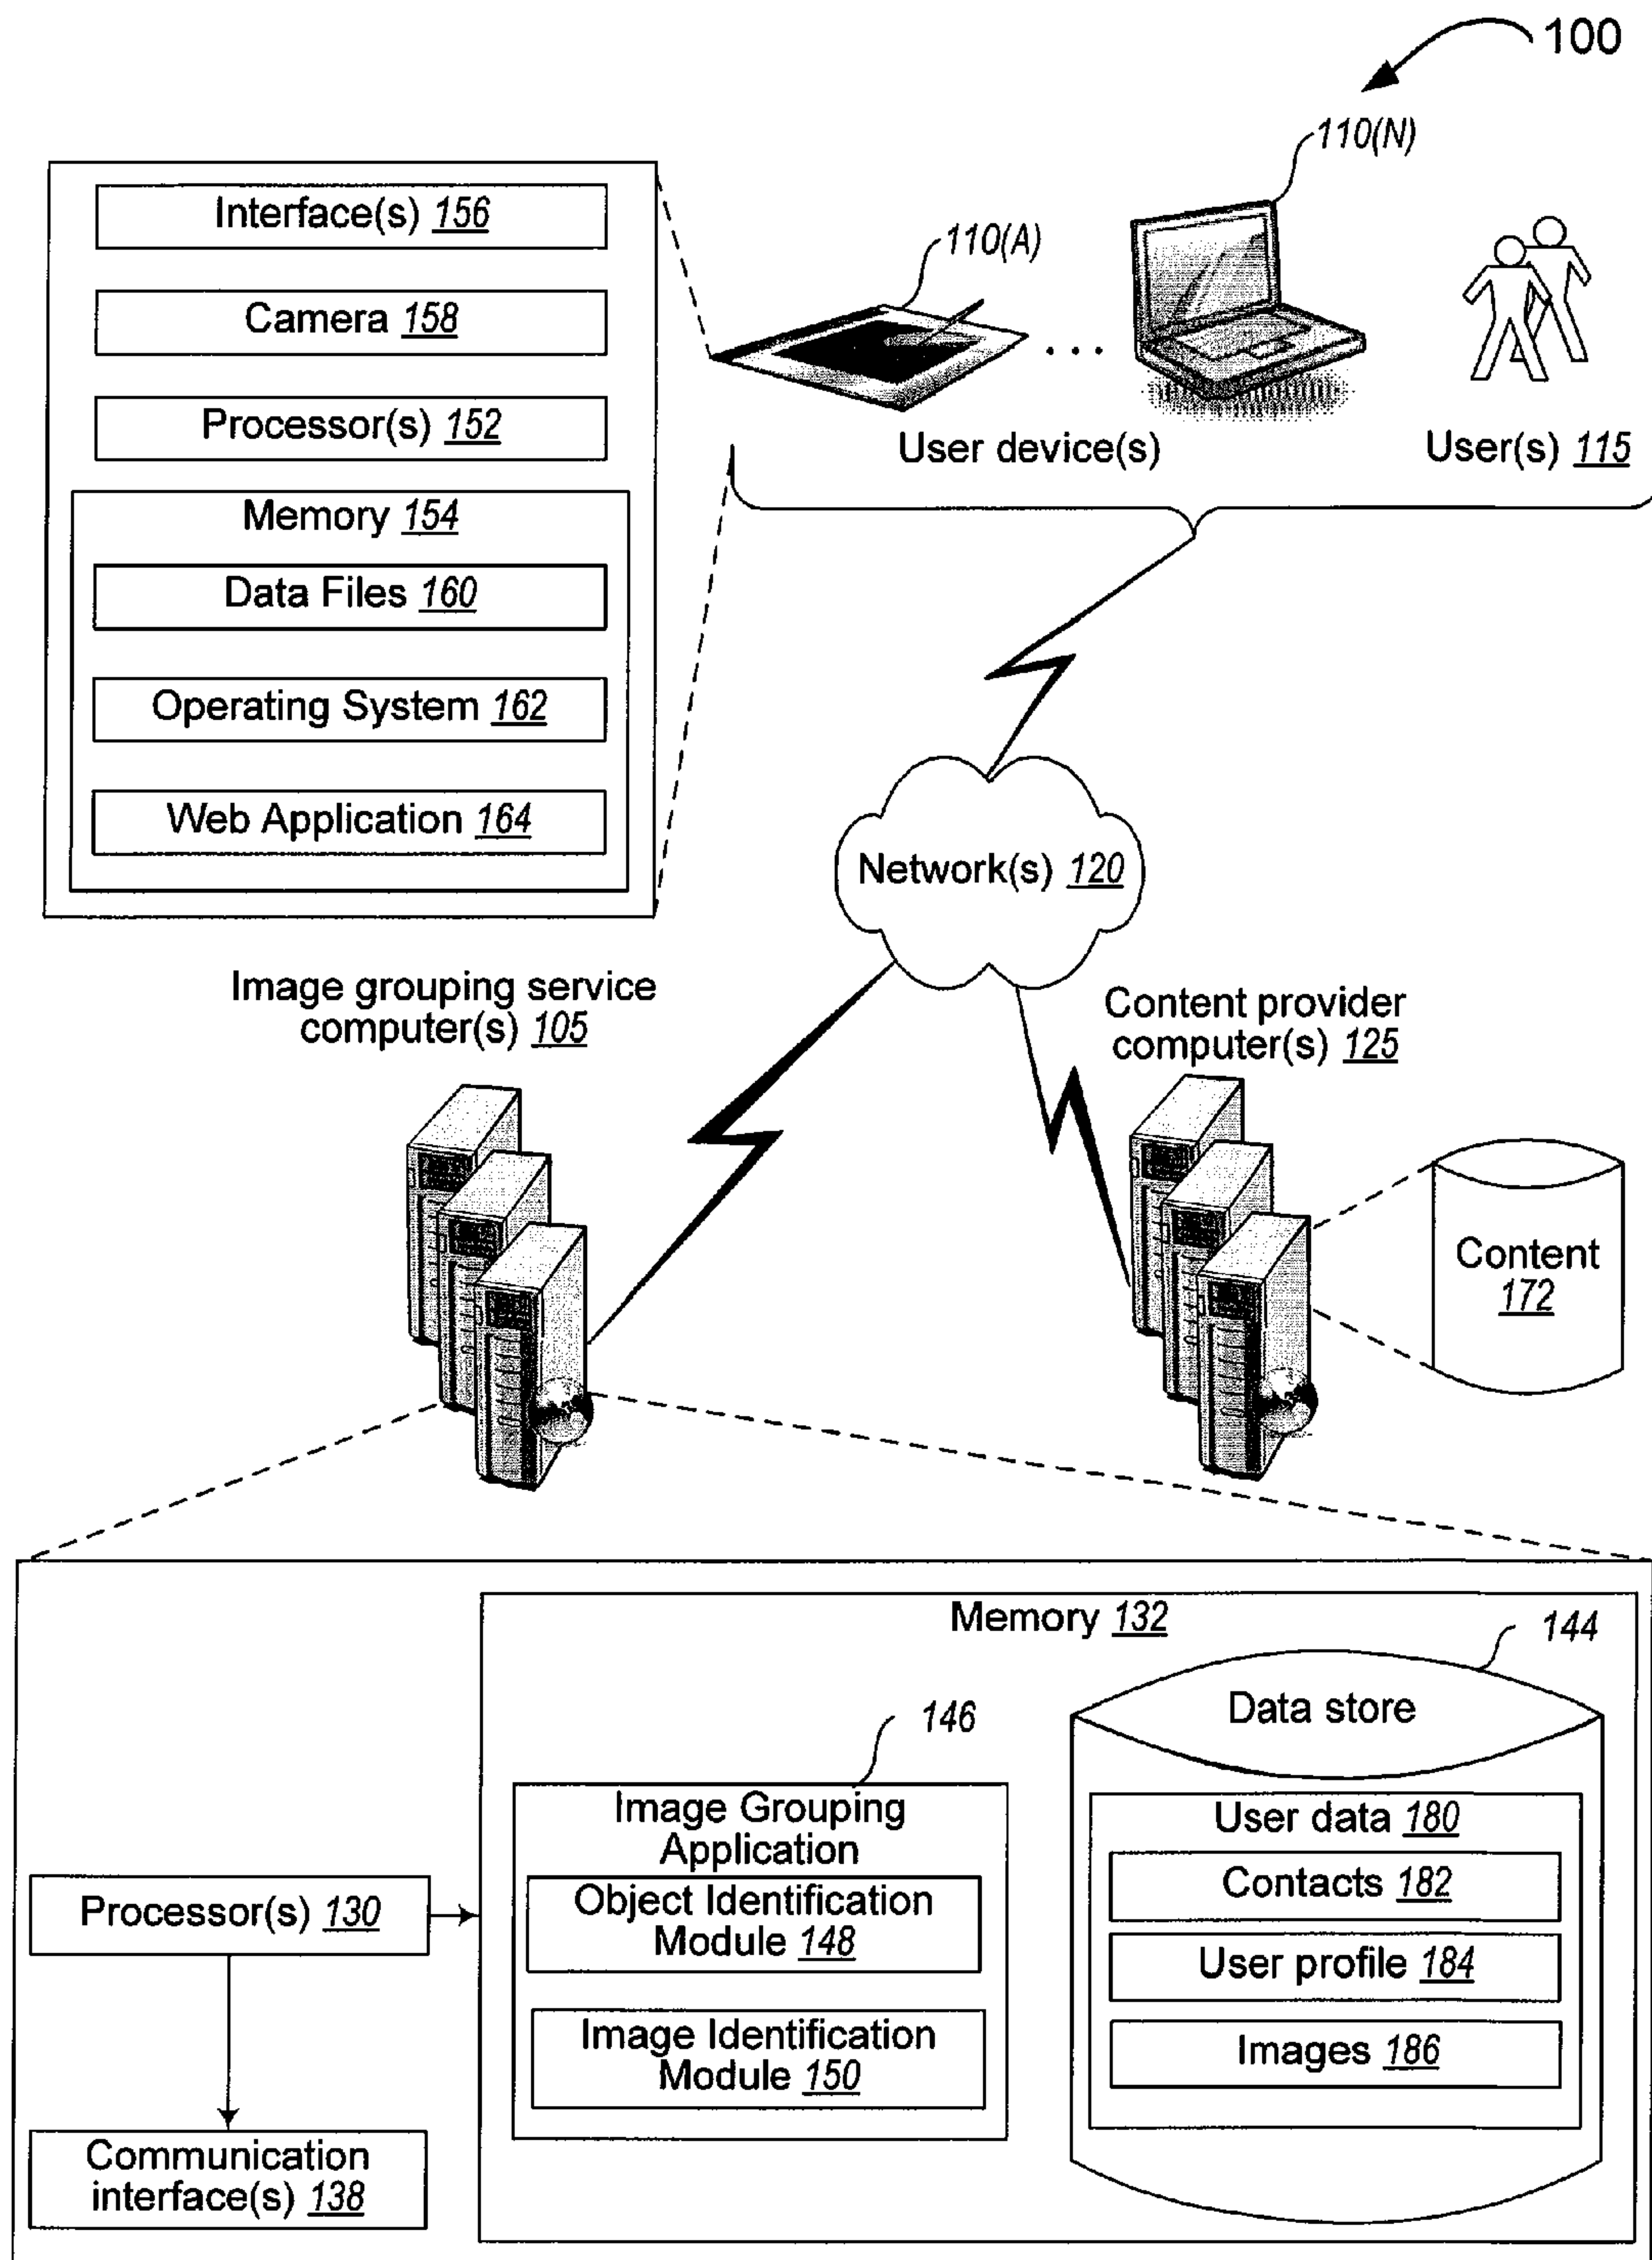 100
110(N)
Interface(s) 156
110(A)
Camera 158
...
Processor(s) 152
User device(s)
User(s) 115
Memory 154
Data Files 160
Operating System 162
Web Application 164
Network(s) 120
Image grouping service
computer(s) 105
Content provider
computer(s) 125
Content
172
Memory 132
144
Data store
146
Image Grouping
Application
User data 180
Contacts 182
Processor(s) 130
Object Identification
Module 148
User profile 184
Image Identification
Module 150
Images 186
Communication
interface(s) 138